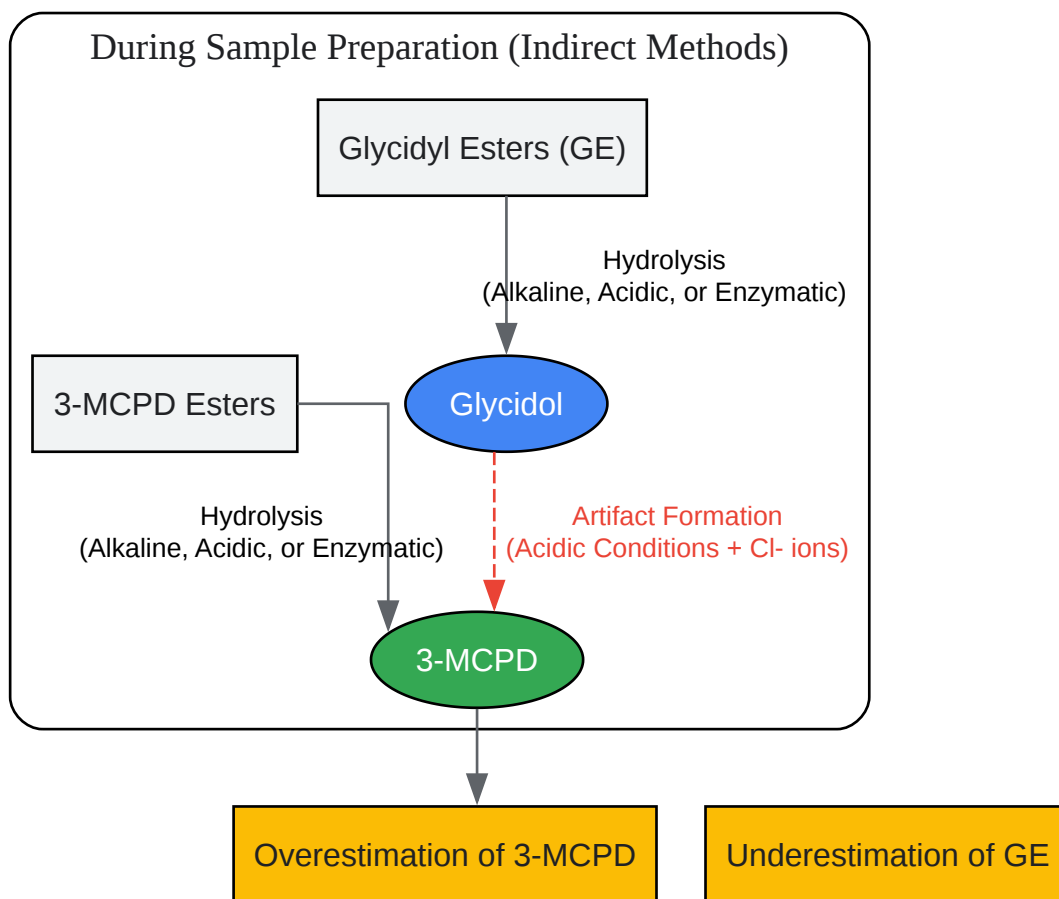 During Sample Preparation (Indirect Methods)
Glycidyl Esters (GE)
Hydrolysis
(Alkaline, Acidic, or Enzymatic)
3-MCPD Esters
Glycidol
Hydrolysis
(Alkaline, Acidic, or Enzymatic)
Artifact Formation
(Acidic Conditions + Cl- ions)
3-MCPD
Overestimation of 3-MCPD
Underestimation of GE